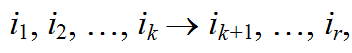 i₁, i₂, …, iₖ → iₖ₊₁, …, iᵣ,